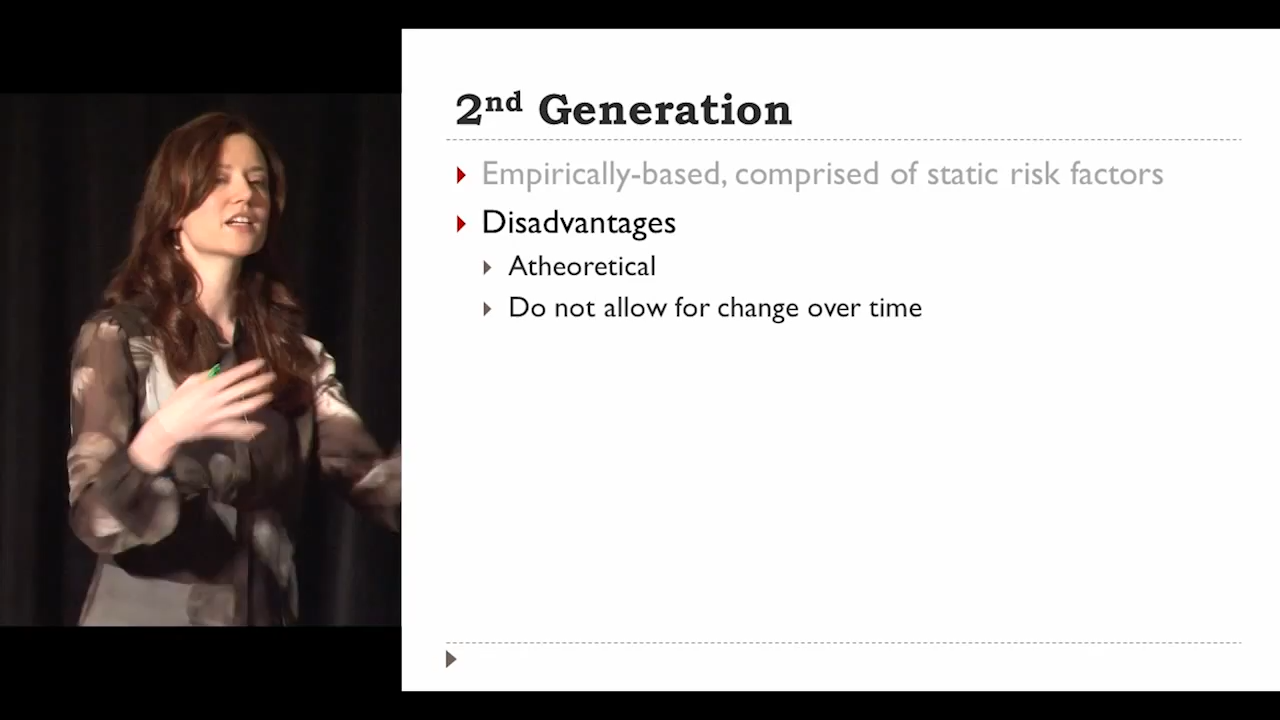 2nd Generation
Empirically-based, comprised of static risk factors
Disadvantages
Atheoretical
Do not allow for change over time